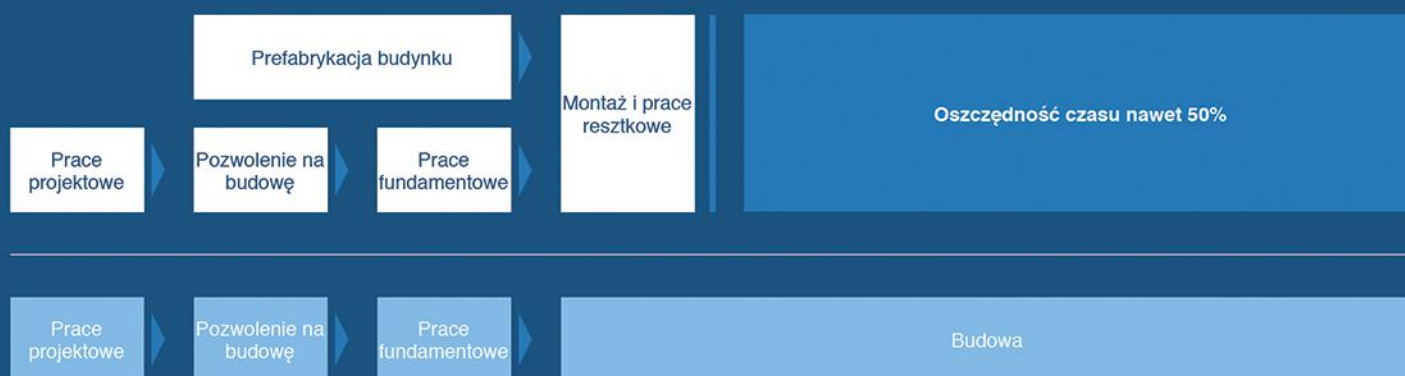 Prefabrykacja budynku
Montaż i prace
resztkowe
Oszczędność czasu nawet 50%
Prace
projektowe
Pozwolenie na
budowę
Prace
fundamentowe
Prace
projektowe
Pozwolenie na
budowę
Prace
fundamentowe
Budowa